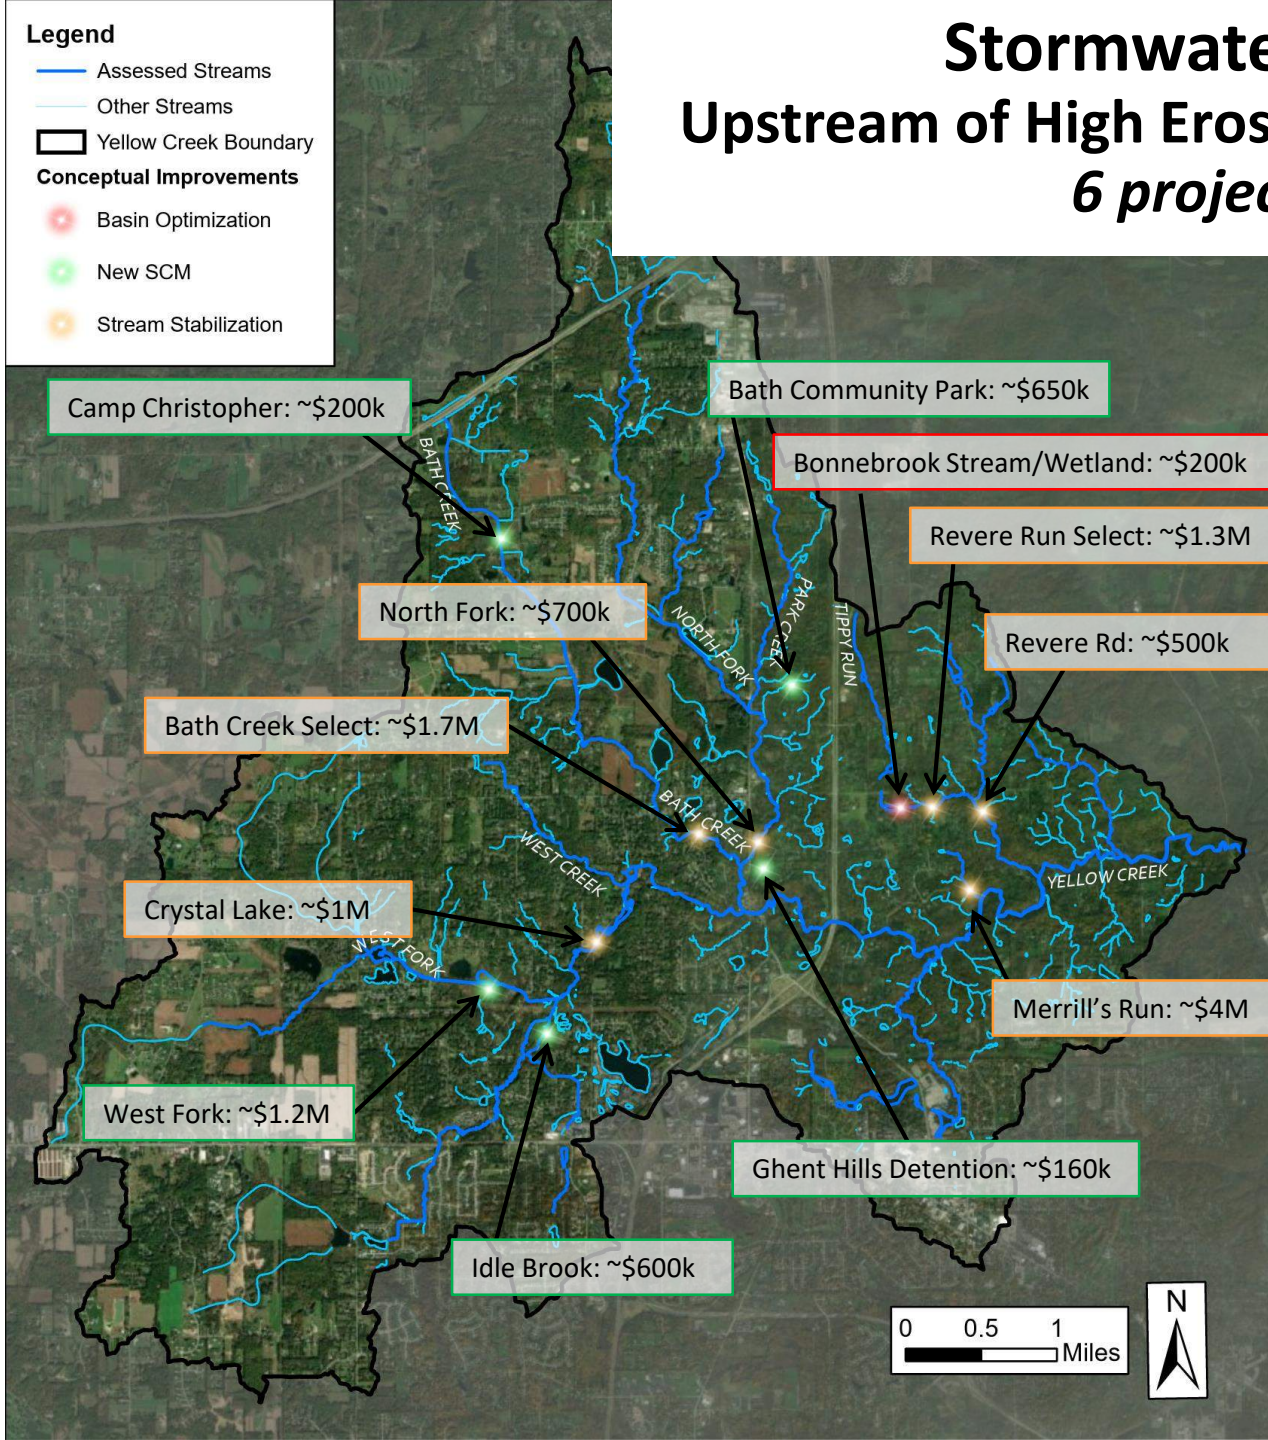 Legend
Assessed Streams
Other Streams
Yellow Creek Boundary
Conceptual Improvements
Basin Optimization
New SCM
Stream Stabilization
Stormwate
Upstream of High Eros
6 projec
Camp Christopher: ~$200k
Bath Community Park: ~$650k
Bonnebrook Stream/Wetland: ~$200k
Revere Run Select: ~$1.3M
North Fork: ~$700k
Revere Rd: ~$500k
Bath Creek Select: ~$1.7M
Crystal Lake: ~$1M
Merrill's Run: ~$4M
West Fork: ~$1.2M
Ghent Hills Detention: ~$160k
Idle Brook: ~$600k
BATH CREEK
NORTH FORK
PARK CREEK
TIPPY RUN
BATH CREEK
WEST CREEK
YELLOW CREEK
WEST FORK
0 0.5 1
Miles
N